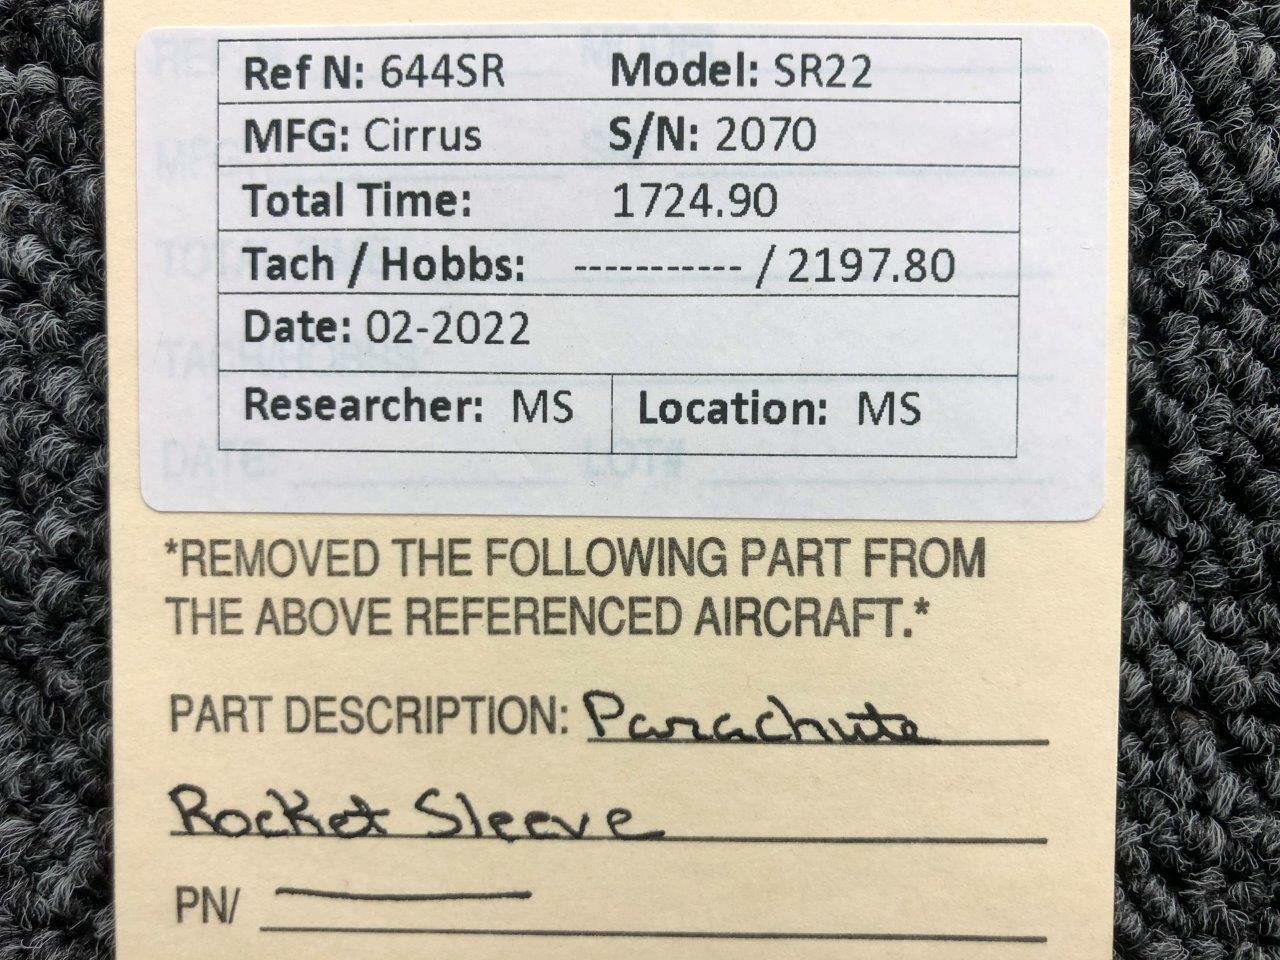 Ref N: 644SR Model: SR22
MFG: Cirrus S/N: 2070
Total Time: 1724.90
Tach / Hobbs: ----------- / 2197.80
Date: 02-2022
Researcher: MS Location: MS
*REMOVED THE FOLLOWING PART FROM
THE ABOVE REFERENCED AIRCRAFT.*
PART DESCRIPTION: Parachute
Rocket Sleeve
PN/